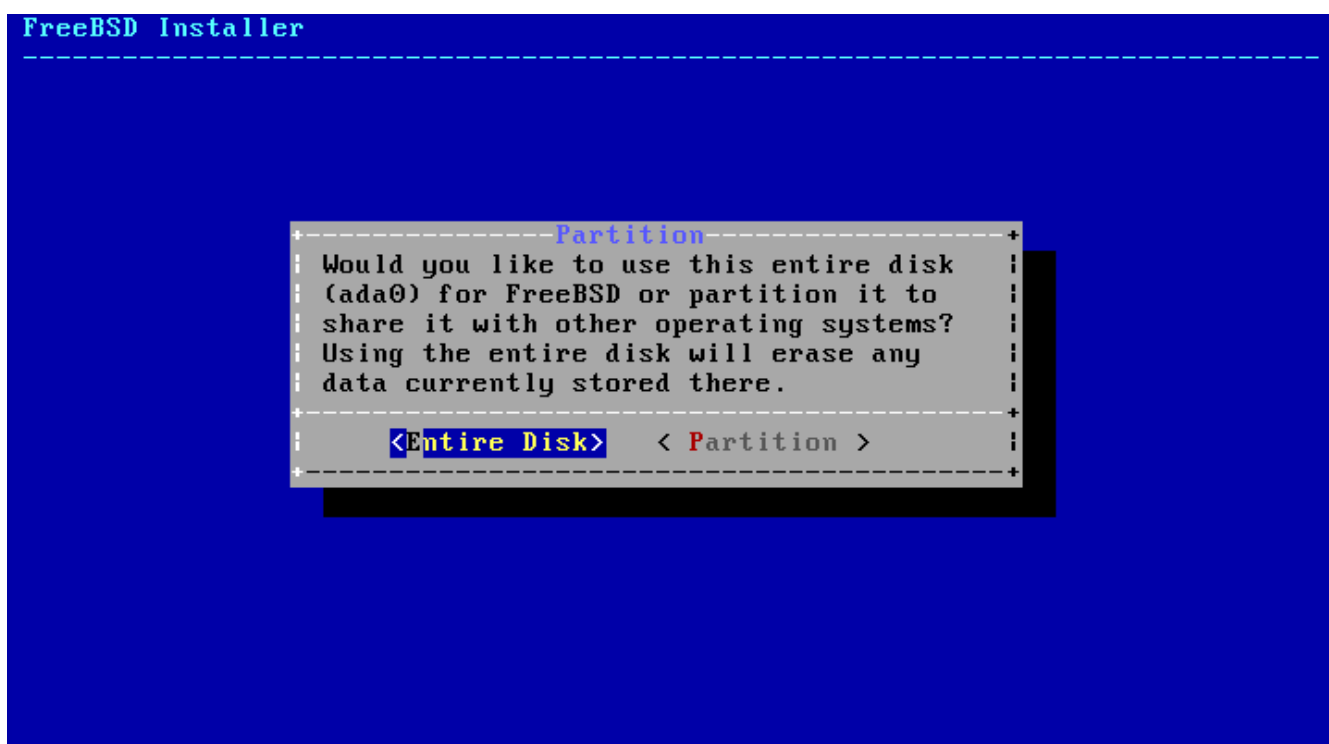 FreeBSD Installer
Partition
Would you like to use this entire disk
(ada0) for FreeBSD or partition it to
share it with other operating systems?
Using the entire disk will erase any
data currently stored there.
<Entire Disk> < Partition >